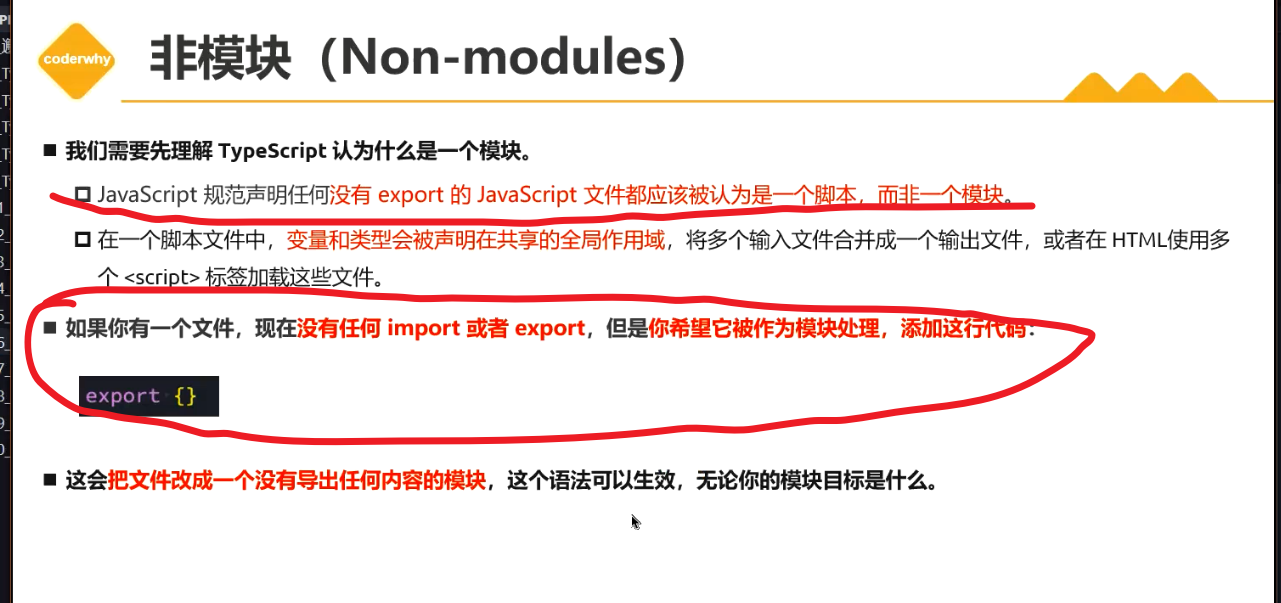 coderwhy
非模块（Non-modules）
我们需要先理解 TypeScript 认为什么是一个模块。
JavaScript 规范声明任何没有 export 的 JavaScript 文件都应该被认为是一个脚本，而非一个模块。
在一个脚本文件中，变量和类型会被声明在共享的全局作用域，将多个输入文件合并成一个输出文件，或者在 HTML使用多
个 <script> 标签加载这些文件。
如果你有一个文件，现在没有任何 import 或者 export，但是你希望它被作为模块处理，添加这行代码：
export {}
这会把文件改成一个没有导出任何内容的模块，这个语法可以生效，无论你的模块目标是什么。